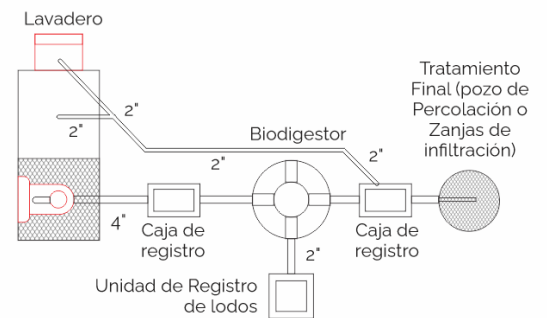 Lavadero
Tratamiento
Final (pozo de
Percolación o
Zanjas de
infiltración)
2"
2"
Biodigestor
2"
2"
4"
Caja de
registro
Caja de
registro
2"
Unidad de Registro
de lodos